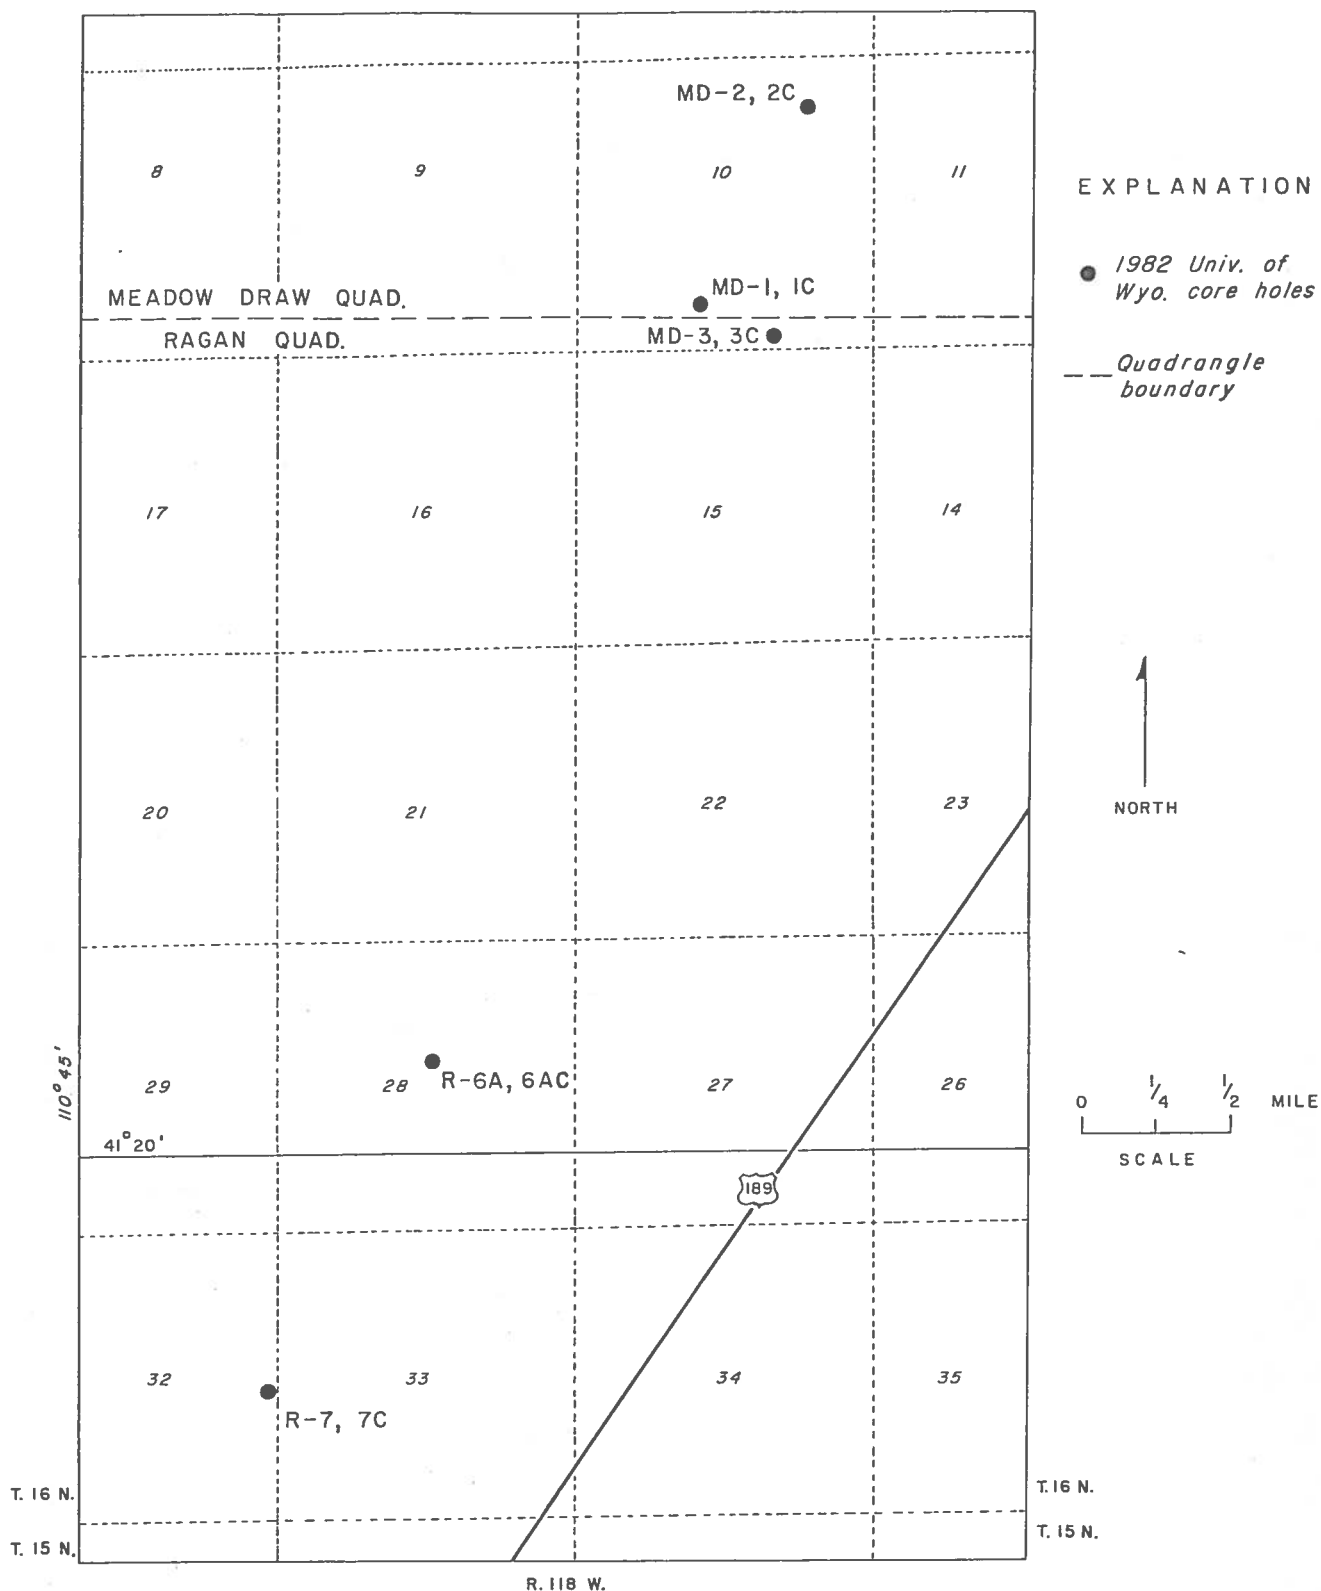 MD-2, 2C
8
9
10
11
EXPLANATION
1982 Univ. of
Wyo. core holes
MEADOW DRAW QUAD.
MD-1, 1C
RAGAN QUAD.
MD-3, 3C
Quadrangle
boundary
17
16
15
14
20
21
22
23
NORTH
110° 45'
29
28
R-6A, 6AC
27
26
0 1/4 1/2 MILE
SCALE
41° 20'
189
32
33
34
35
R-7, 7C
T. 16 N.
T. 16 N.
T. 15 N.
T. 15 N.
R. 118 W.